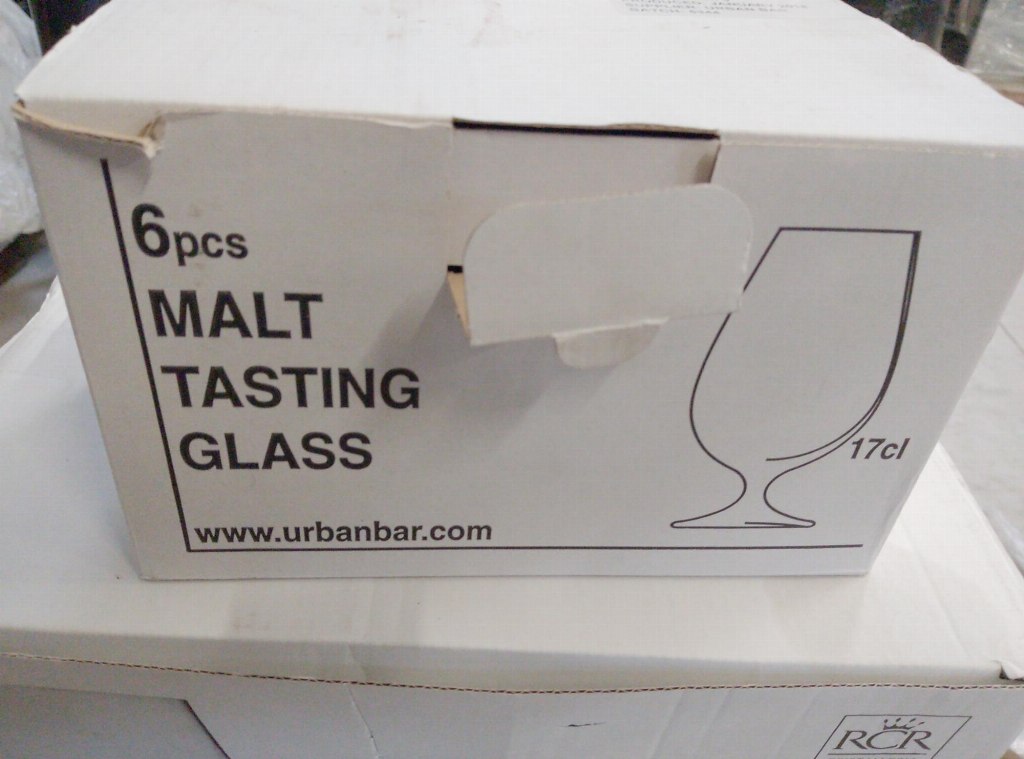 6pcs
MALT
TASTING
GLASS
17cl
www.urbanbar.com
RCR